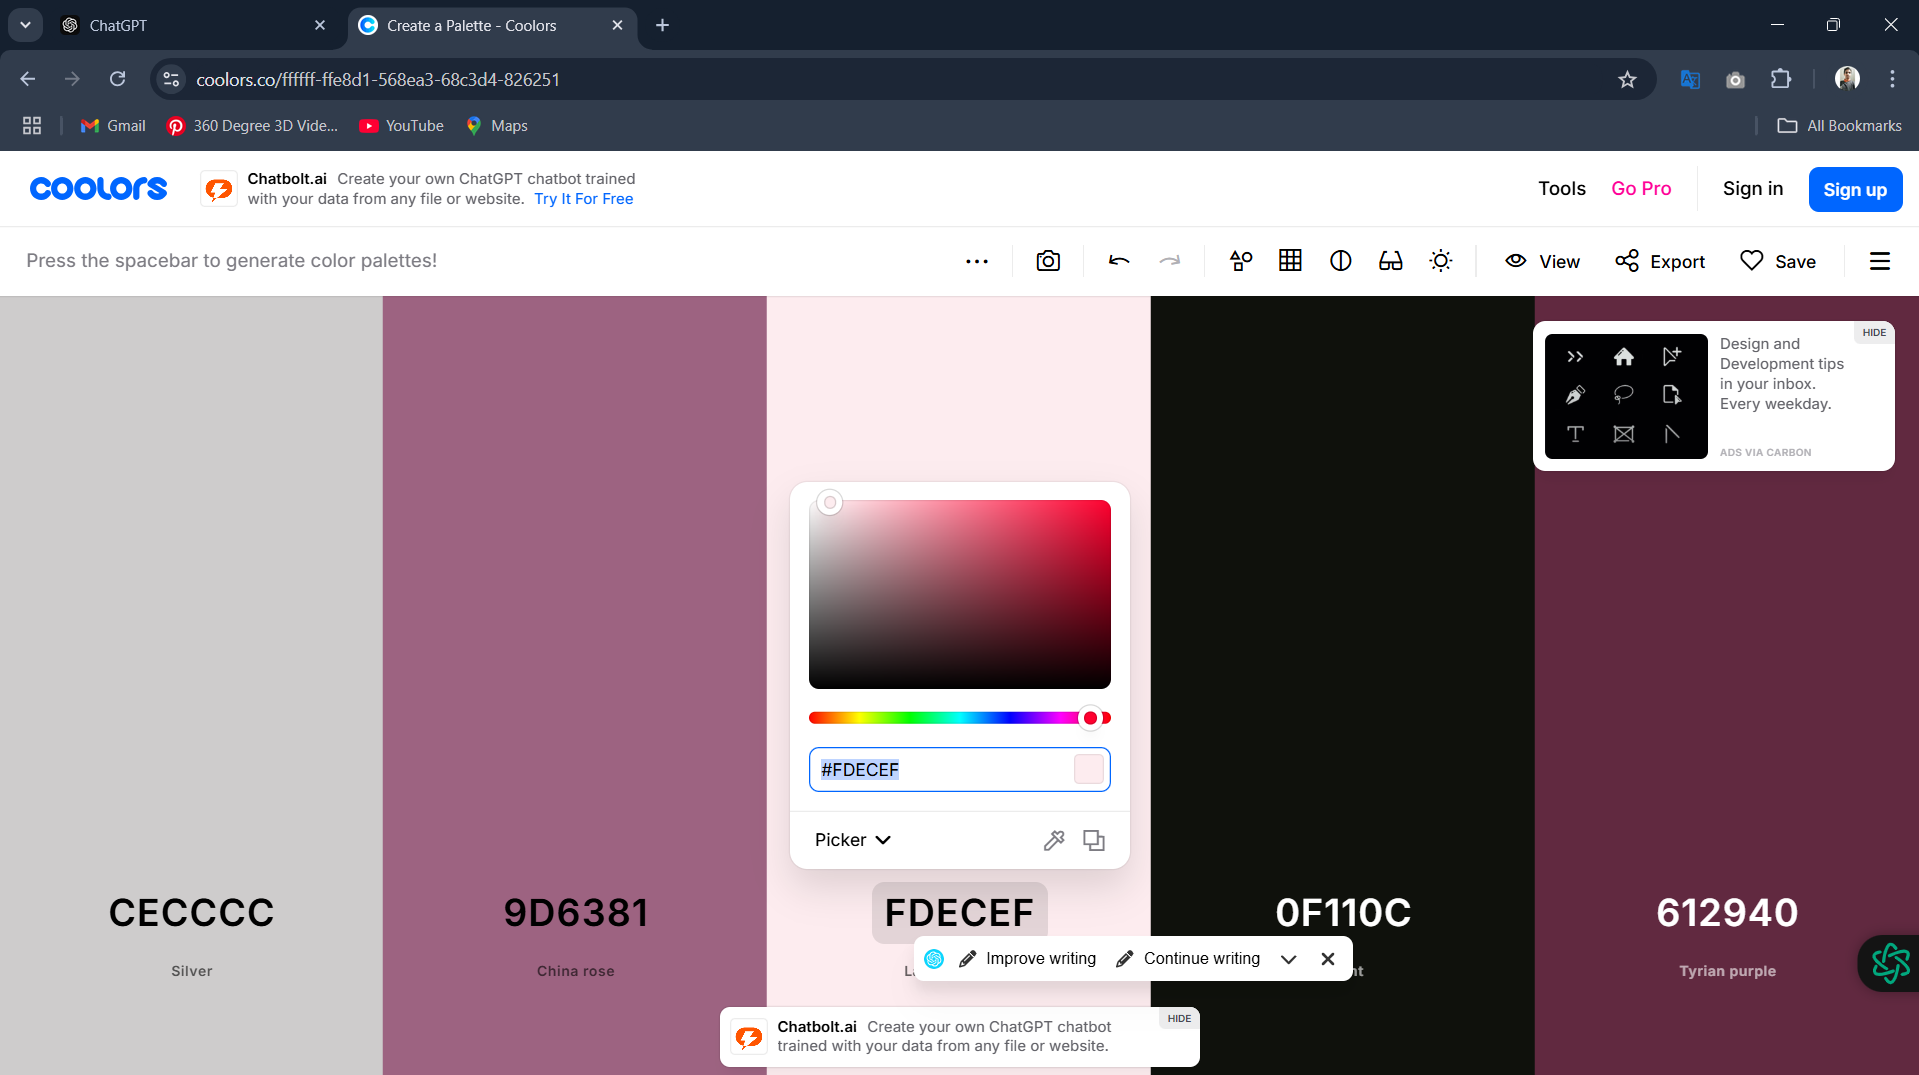 ChatGPT
Create a Palette - Coolors
coolors.co/ffffff-ffe8d1-568ea3-68c3d4-826251
Gmail
360 Degree 3D Vide...
YouTube
Maps
All Bookmarks
coolors
Chatbolt.ai Create your own ChatGPT chatbot trained
with your data from any file or website. Try It For Free
Tools
Go Pro
Sign in
Sign up
Press the spacebar to generate color palettes!
View
Export
Save
HIDE
Design and
Development tips
in your inbox.
Every weekday.
ADS VIA CARBON
#FDECEF
Picker
CECCCC
9D6381
FDECEF
0F110C
612940
Silver
China rose
Tyrian purple
Improve writing
Continue writing
HIDE
Chatbolt.ai Create your own ChatGPT chatbot
trained with your data from any file or website.